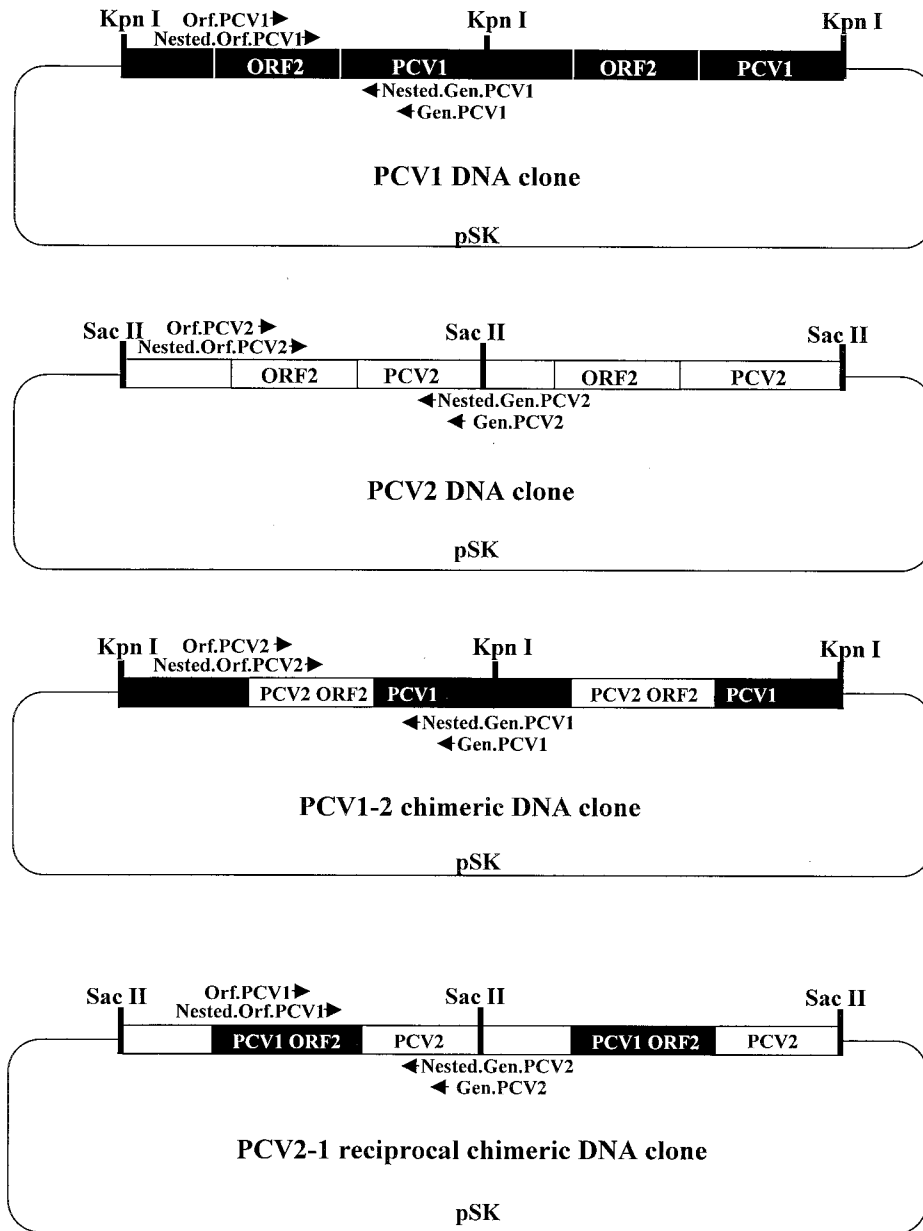 Kpn I Orf.PCV1 Kpn I Kpn I
Nested.Orf.PCV1
ORF2 PCV1 ORF2 PCV1
Nested.Gen.PCV1
Gen.PCV1
PCV1 DNA clone
pSK
Sac II Orf.PCV2 Sac II Sac II
Nested.Orf.PCV2
ORF2 PCV2 ORF2 PCV2
Nested.Gen.PCV2
Gen.PCV2
PCV2 DNA clone
pSK
Kpn I Orf.PCV2 Kpn I Kpn I
Nested.Orf.PCV2
PCV2 ORF2 PCV1 PCV2 ORF2 PCV1
Nested.Gen.PCV1
Gen.PCV1
PCV1-2 chimeric DNA clone
pSK
Sac II Orf.PCV1 Sac II Sac II
Nested.Orf.PCV1
PCV1 ORF2 PCV2 PCV1 ORF2 PCV2
Nested.Gen.PCV2
Gen.PCV2
PCV2-1 reciprocal chimeric DNA clone
pSK